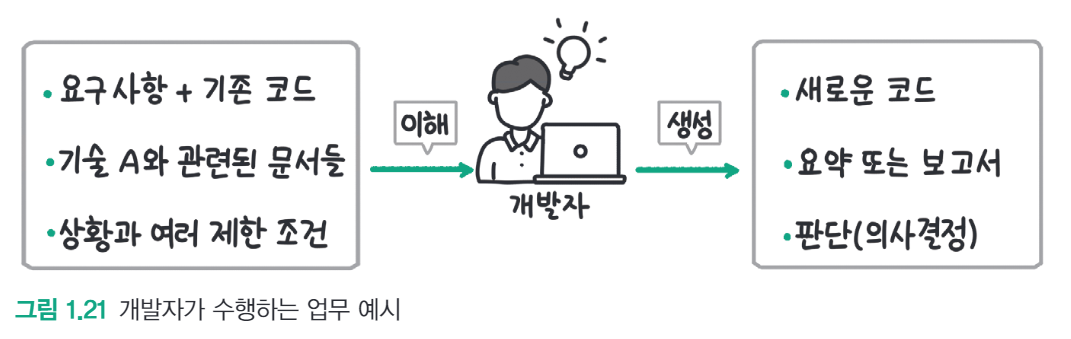 • 요구사항 + 기존 코드
• 기술 A와 관련된 문서들
• 상황과 여러 제한 조건
이해
개발자
생성
• 새로운 코드
• 요약 또는 보고서
• 판단(의사결정)
그림 1.21 개발자가 수행하는 업무 예시